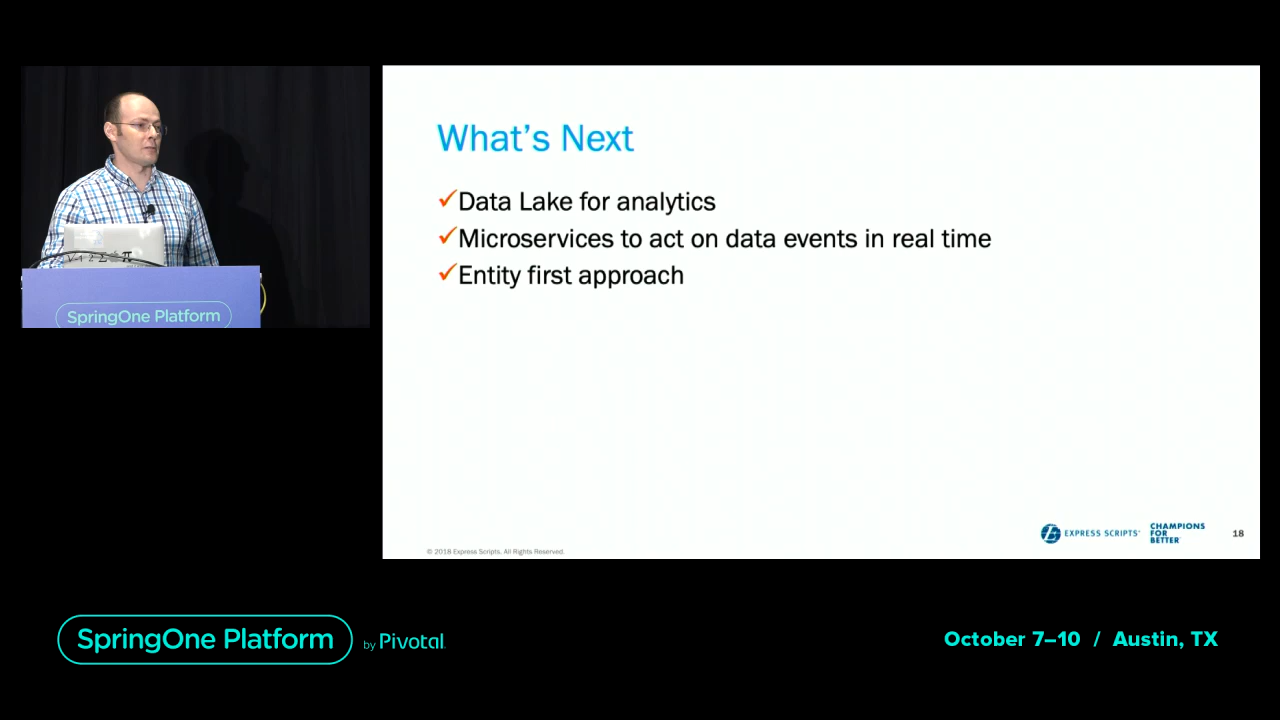 What's Next
✓Data Lake for analytics
✓Microservices to act on data events in real time
✓Entity first approach
SpringOne Platform
EXPRESS SCRIPTS®
CHAMPIONS
FOR
BETTER
18
© 2018 Express Scripts. All Rights Reserved.
SpringOne Platform by Pivotal
October 7–10 / Austin, TX